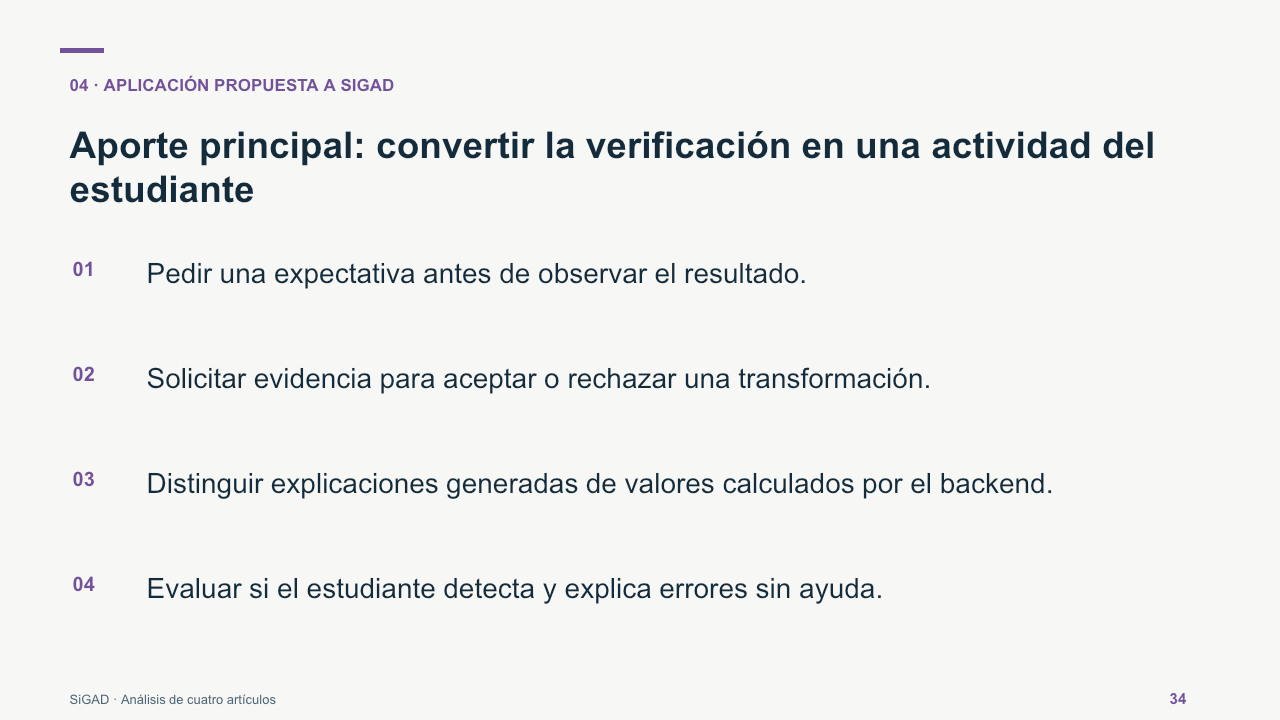 04 · APLICACIÓN PROPUESTA A SIGAD
Aporte principal: convertir la verificación en una actividad del
estudiante
01 Pedir una expectativa antes de observar el resultado.
02 Solicitar evidencia para aceptar o rechazar una transformación.
03 Distinguir explicaciones generadas de valores calculados por el backend.
04 Evaluar si el estudiante detecta y explica errores sin ayuda.
SiGAD · Análisis de cuatro artículos
34